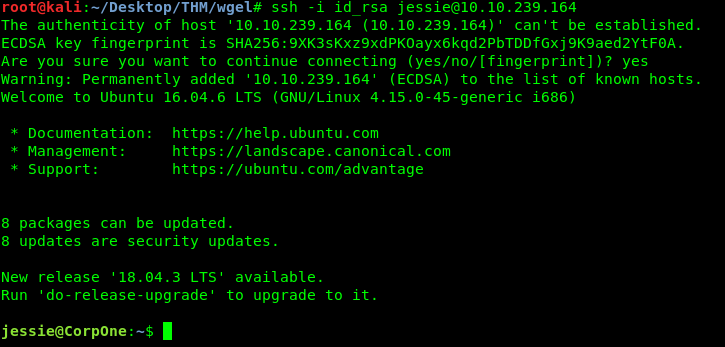 root@kali:~/Desktop/THM/wgel# ssh -i id_rsa jessie@10.10.239.164
The authenticity of host '10.10.239.164 (10.10.239.164)' can't be established.
ECDSA key fingerprint is SHA256:9XK3sKxz9xdPKOayx6kqd2PbTDDfGxj9K9aed2YtF0A.
Are you sure you want to continue connecting (yes/no/[fingerprint])? yes
Warning: Permanently added '10.10.239.164' (ECDSA) to the list of known hosts.
Welcome to Ubuntu 16.04.6 LTS (GNU/Linux 4.15.0-45-generic i686)
* Documentation:  https://help.ubuntu.com
* Management:     https://landscape.canonical.com
* Support:        https://ubuntu.com/advantage
8 packages can be updated.
8 updates are security updates.
New release '18.04.3 LTS' available.
Run 'do-release-upgrade' to upgrade to it.
jessie@CorpOne:~$